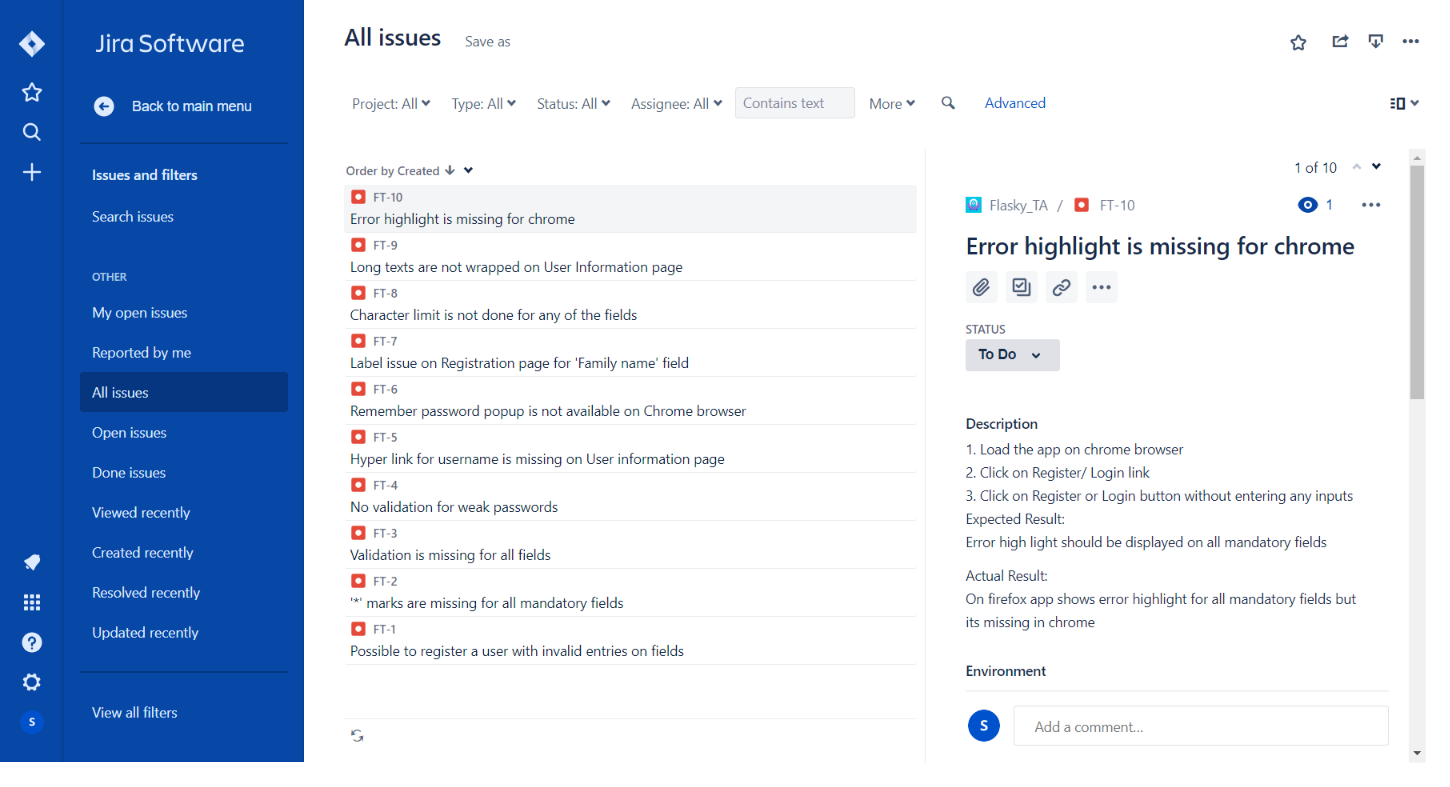 Jira Software
Back to main menu
Issues and filters
Search issues
OTHER
My open issues
Reported by me
All issues
Open issues
Done issues
Viewed recently
Created recently
Resolved recently
Updated recently
View all filters
S
All issues Save as
Project: All Type: All Status: All Assignee: All Contains text More Advanced
Order by Created
FT-10
Error highlight is missing for chrome
FT-9
Long texts are not wrapped on User Information page
FT-8
Character limit is not done for any of the fields
FT-7
Label issue on Registration page for 'Family name' field
FT-6
Remember password popup is not available on Chrome browser
FT-5
Hyper link for username is missing on User information page
FT-4
No validation for weak passwords
FT-3
Validation is missing for all fields
FT-2
'*' marks are missing for all mandatory fields
FT-1
Possible to register a user with invalid entries on fields
1 of 10
Flasky_TA / FT-10 1
Error highlight is missing for chrome
STATUS
To Do
Description
1. Load the app on chrome browser
2. Click on Register/ Login link
3. Click on Register or Login button without entering any inputs
Expected Result:
Error high light should be displayed on all mandatory fields
Actual Result:
On firefox app shows error highlight for all mandatory fields but
its missing in chrome
Environment
S Add a comment...